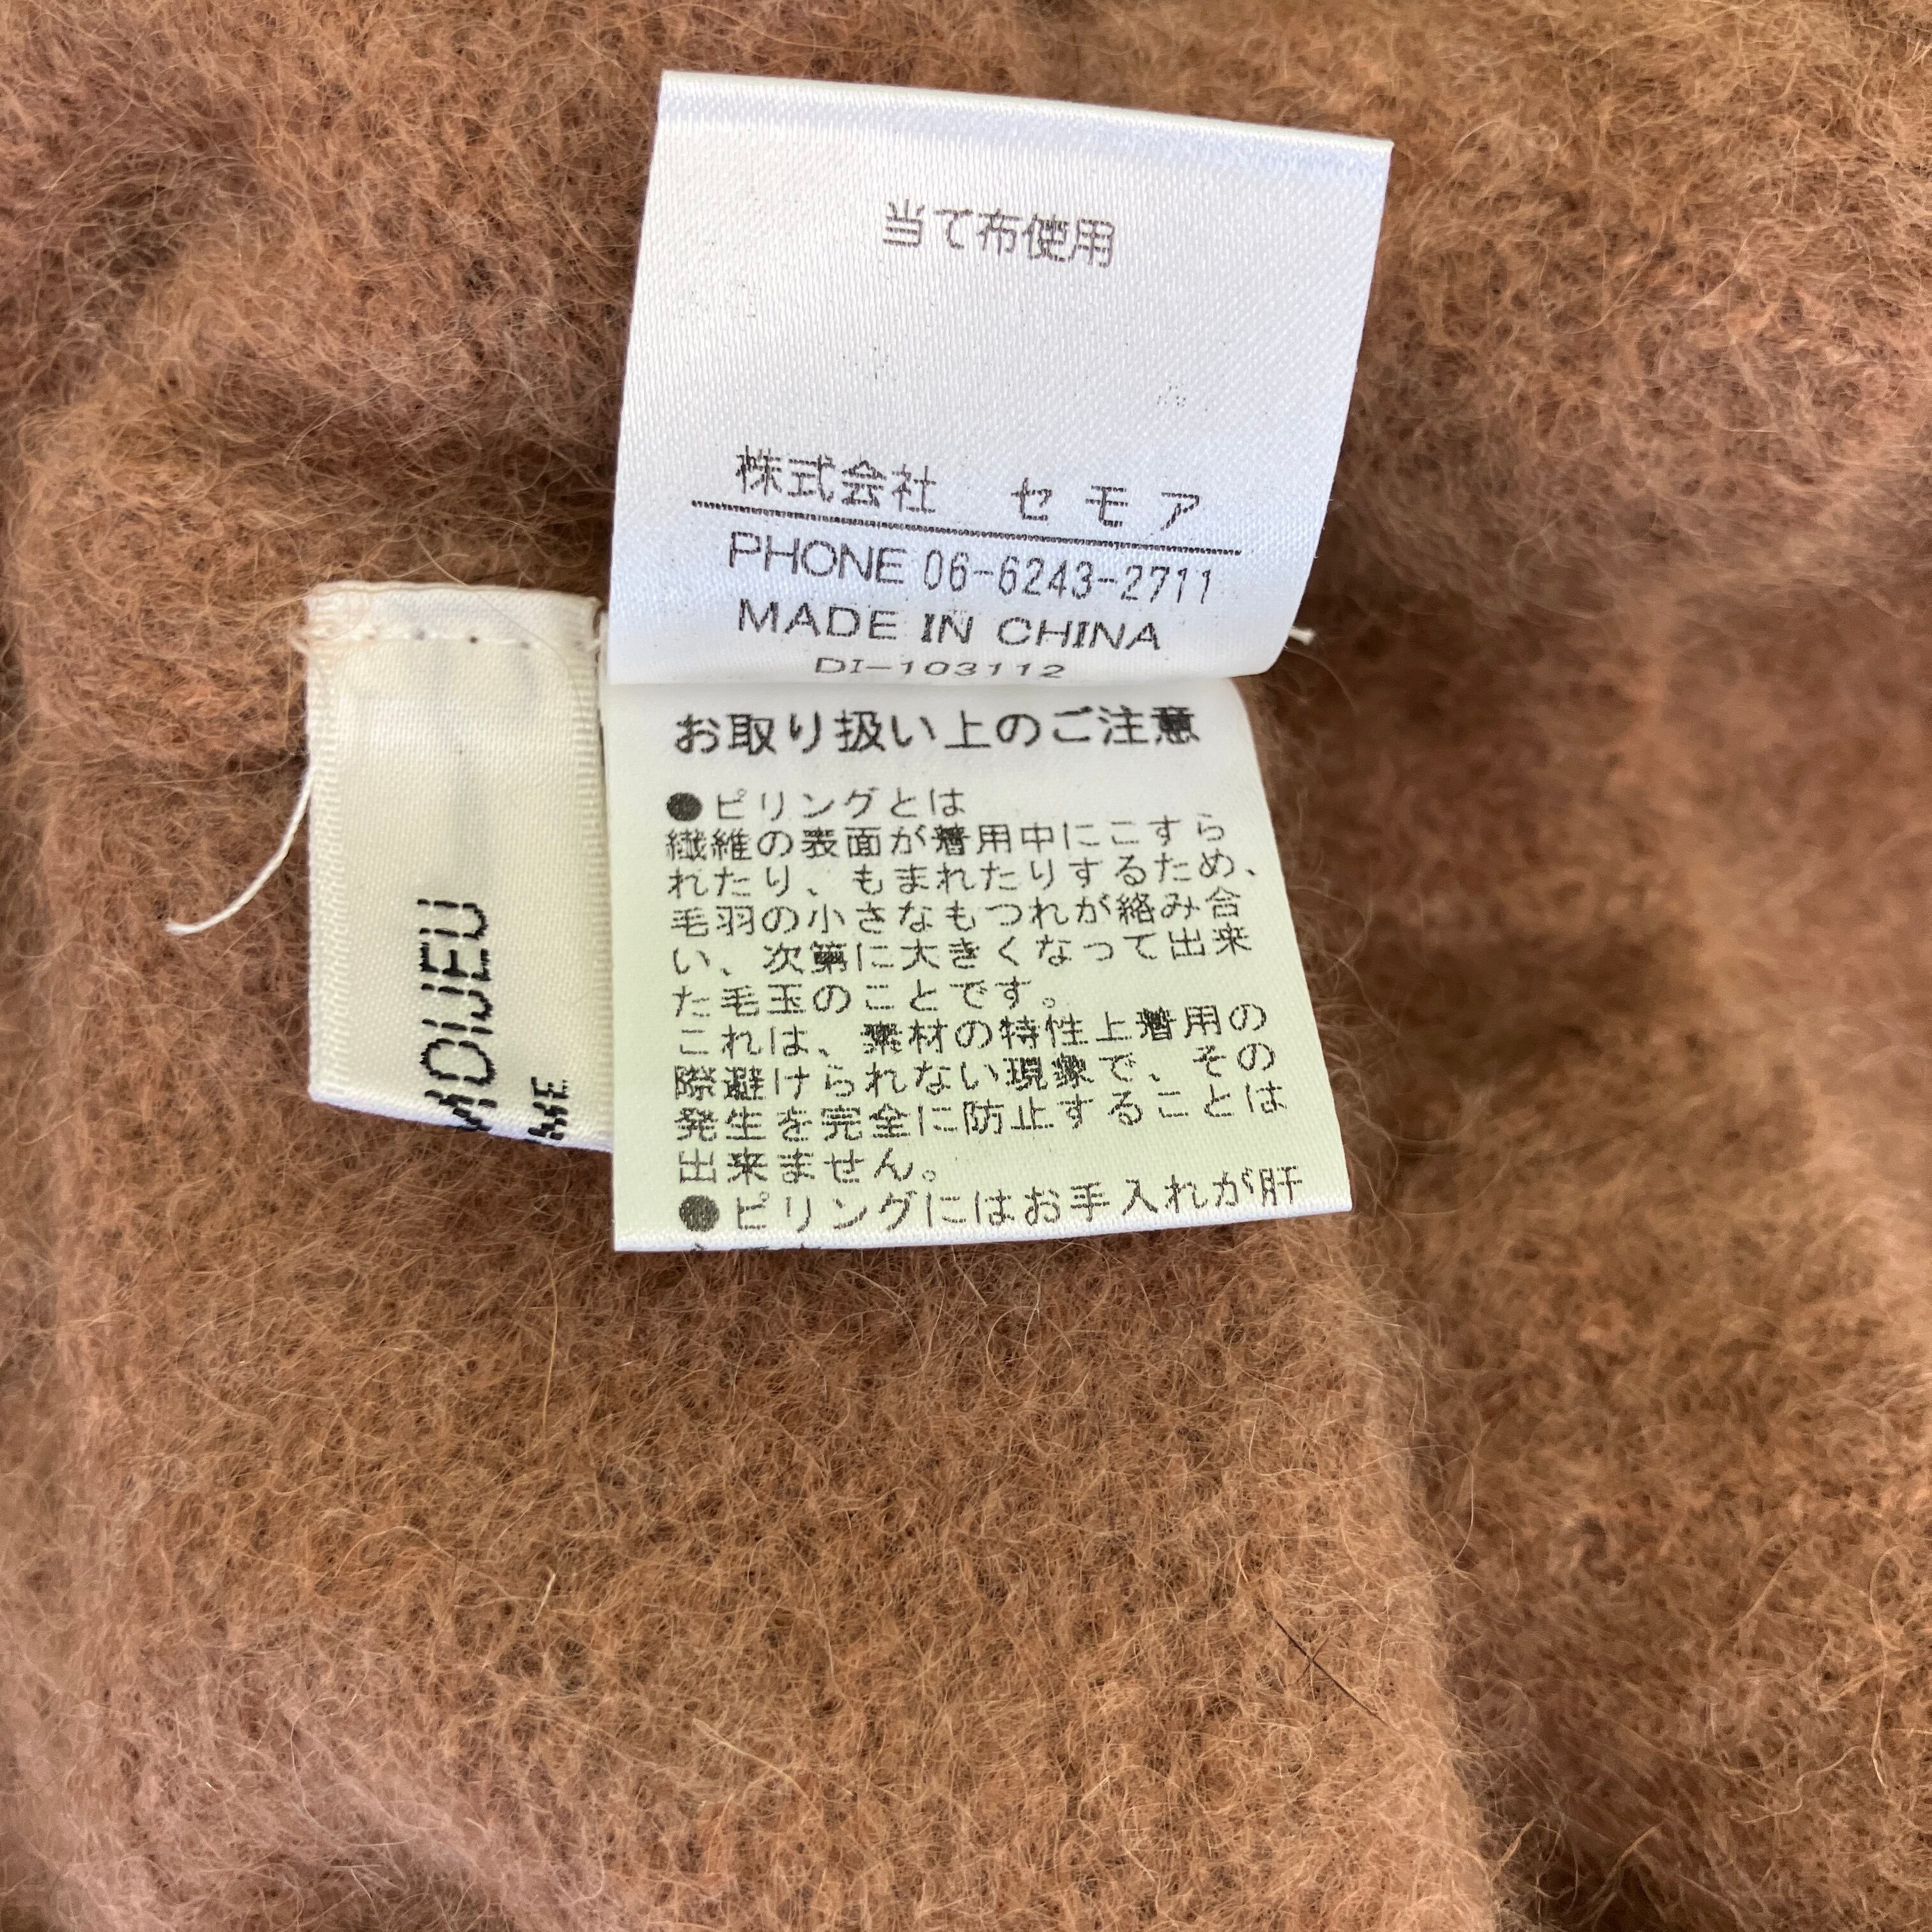 当て布使用
株式会社 セモア
PHONE 06-6243-2711
MADE IN CHINA
DI-103112
お取り扱い上のご注意
●ピリングとは
繊維の表面が着用中にこすら
れたり、もまれたりするため、
毛羽の小さなもつれが絡み合
い、次第に大きくなって出来
た毛玉のことです。
これは、素材の特性上着用の
際避けられない現象で、その
発生を完全に防止することは
出来ません。
●ピリングにはお手入れが肝
MOIJEU
ME